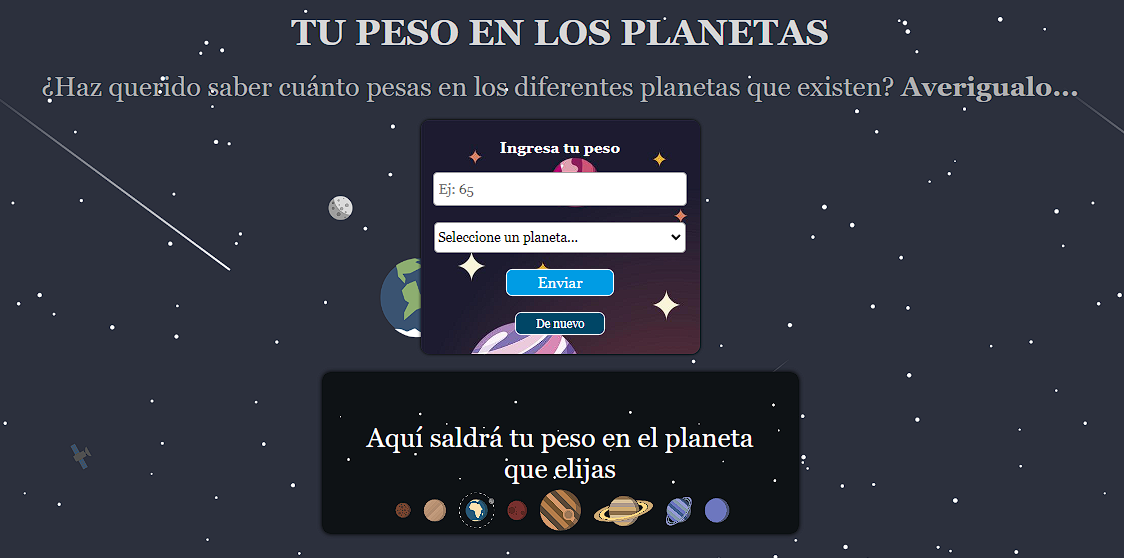 TU PESO EN LOS PLANETAS
¿Haz querido saber cuánto pesas en los diferentes planetas que existen? Averigualo...
Ingresa tu peso
Ej: 65
Seleccione un planeta...
Enviar
De nuevo
Aquí saldrá tu peso en el planeta
que elijas